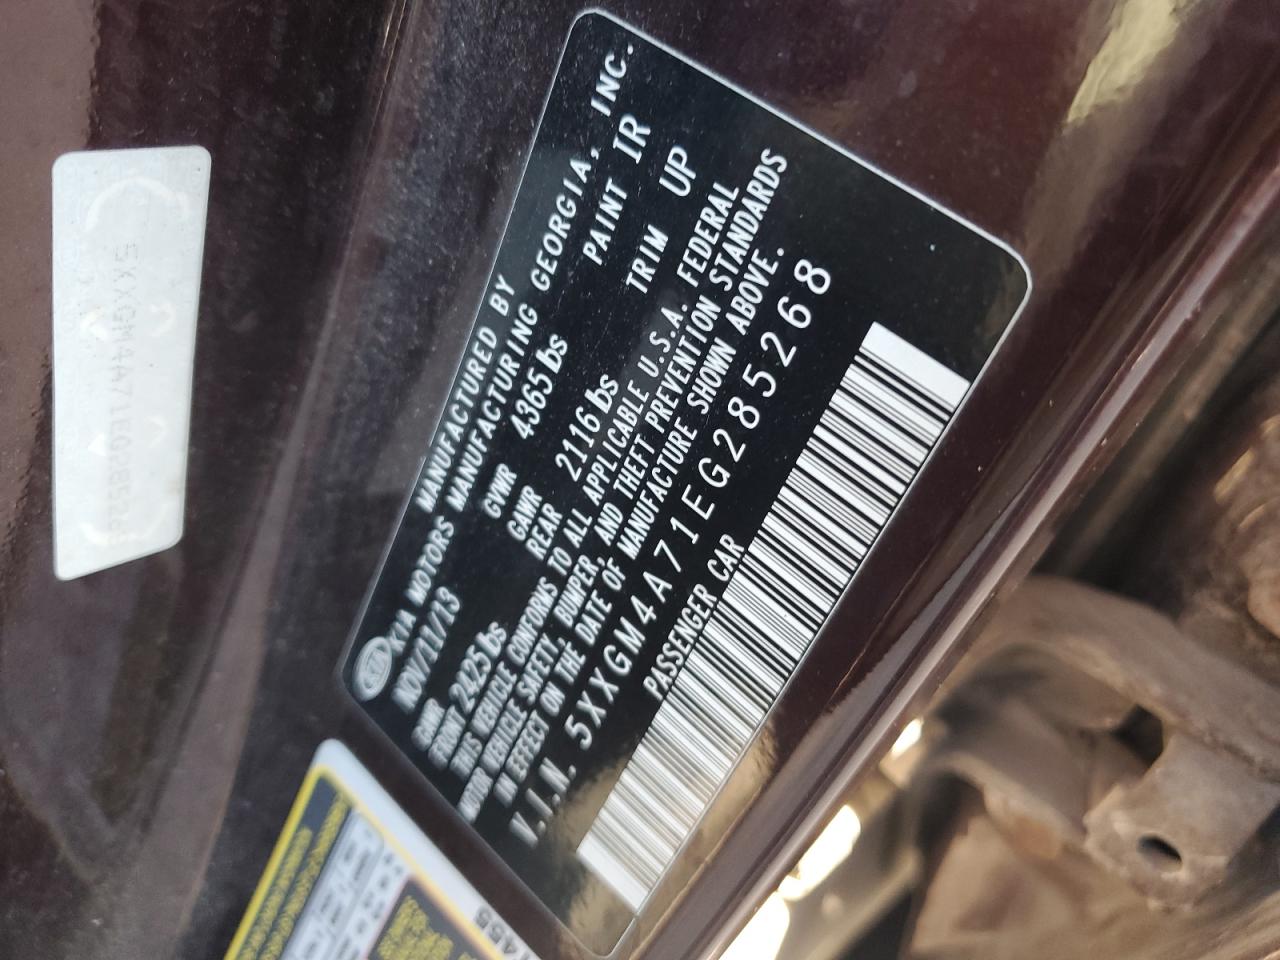 KIA
MANUFACTURED BY
KIA MOTORS MANUFACTURING GEORGIA, INC.
NOV/11/13 GVWR 4365 lbs PAINT IR
GAWR GAWR TRIM UP
FRONT 2425 lbs REAR 2116 lbs
THIS VEHICLE CONFORMS TO ALL APPLICABLE U.S.A. FEDERAL
MOTOR VEHICLE SAFETY, BUMPER, AND THEFT PREVENTION STANDARDS
IN EFFECT ON THE DATE OF MANUFACTURE SHOWN ABOVE.
V.I.N. 5XXGM4A71EG285268
PASSENGER CAR